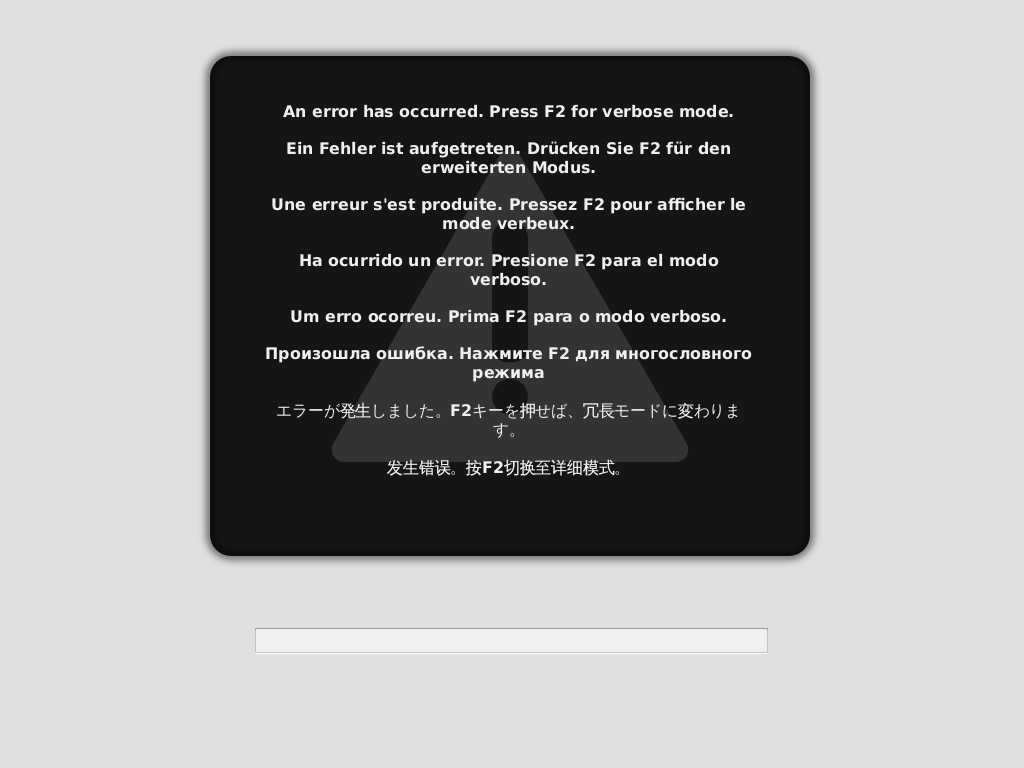 An error has occurred. Press F2 for verbose mode.
Ein Fehler ist aufgetreten. Drücken Sie F2 für den
erweiterten Modus.
Une erreur s'est produite. Pressez F2 pour afficher le
mode verbeux.
Ha ocurrido un error. Presione F2 para el modo
verboso.
Um erro ocorreu. Prima F2 para o modo verboso.
Произошла ошибка. Нажмите F2 для многословного
режима
エラーが発生しました。F2キーを押せば、冗長モードに変わりま
す。
发生错误。按F2切换至详细模式。